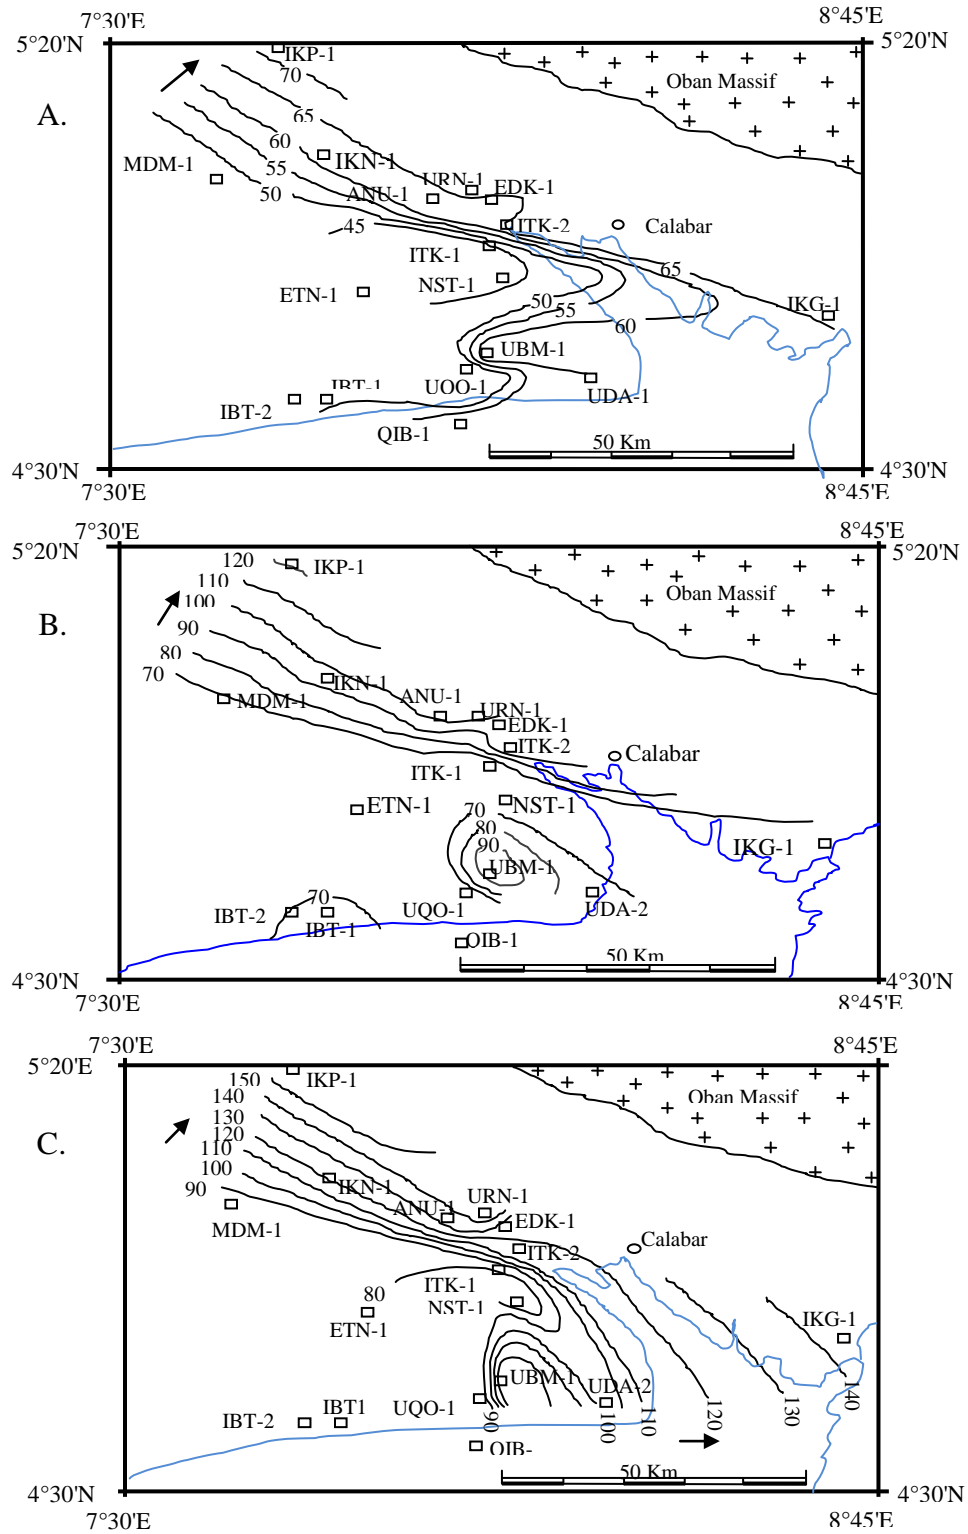 7°30'E 8°45'E
5°20'N 5°20'N
IKP-1
70
Oban Massif
A.
65
60
MDM-1 IKN-1
55
50 ANU-1 URN-1 EDK-1
45 ITK-2 Calabar
ITK-1
65
ETN-1 NST-1
50 55 IKG-1
60
UBM-1
IBT-1 UOO-1 UDA-1
IBT-2
QIB-1
50 Km
4°30'N 4°30'N
7°30'E 8°45'E
7°30'E 8°45'E
5°20'N 5°20'N
120 IKP-1
110
100 Oban Massif
B.
90
80
70 IKN-1
MDM-1 ANU-1 URN-1
EDK-1
ITK-2
Calabar
ITK-1
ETN-1 70 NST-1
80
90 IKG-1
UBM-1
70
IBT-2 UQO-1 UDA-2
IBT-1
OIB-1
50 Km
4°30'N 4°30'N
7°30'E 8°45'E
7°30'E 8°45'E
5°20'E 5°20'N
150 IKP-1
140 Oban Massif
130
C. 120
110
100
90 IKN-1 URN-1
ANU-1
MDM-1 EDK-1
Calabar
ITK-2
80 ITK-1
NST-1
ETN-1 IKG-1
UBM-1 UDA-2
IBT-2 IBT1 UQO-1
90 100 110 120 130 140
OIB-
50 Km
4°30'N 4°30'N
7°30'E 8°45'E